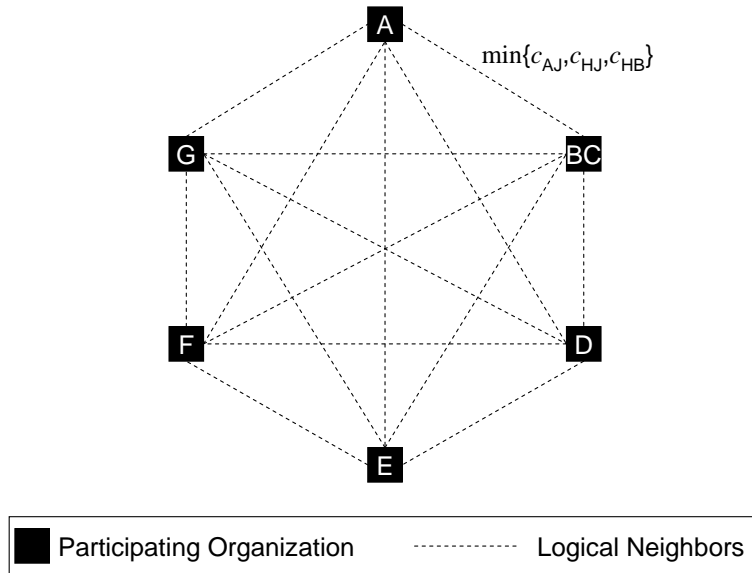 A
min{c_AJ,c_HJ,c_HB}
G
BC
F
D
E
Participating Organization
Logical Neighbors